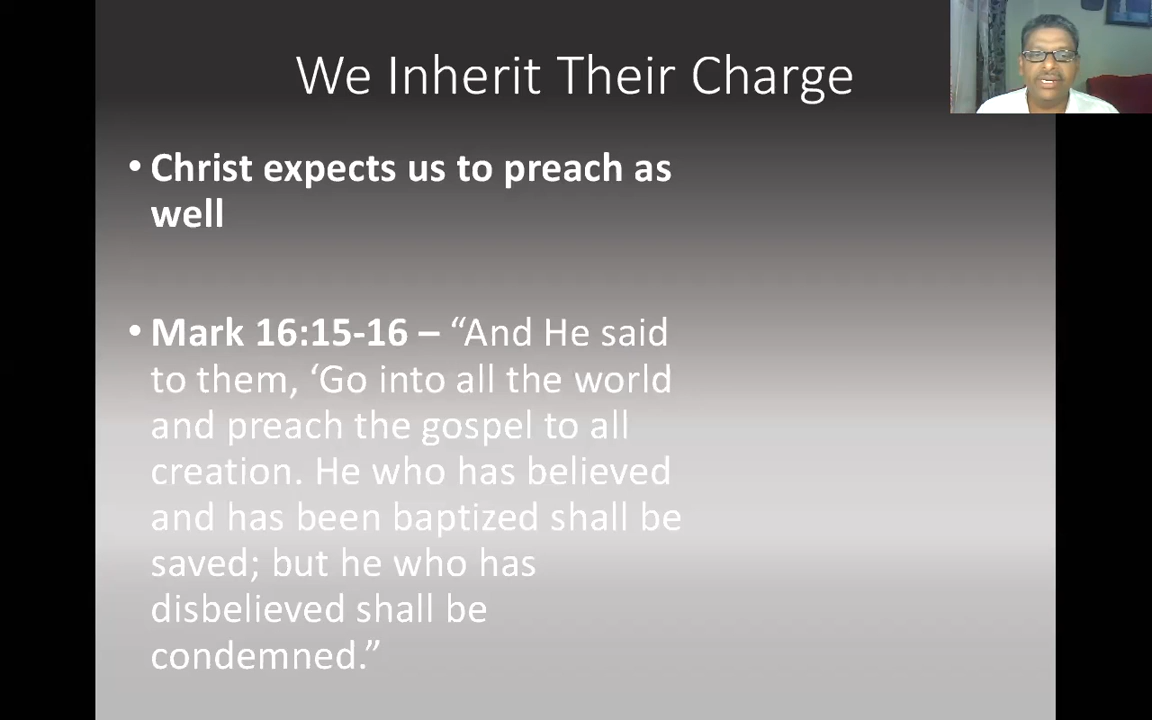 We Inherit Their Charge
• Christ expects us to preach as
well
• Mark 16:15-16 – “And He said
to them, ‘Go into all the world
and preach the gospel to all
creation. He who has believed
and has been baptized shall be
saved; but he who has
disbelieved shall be
condemned.”